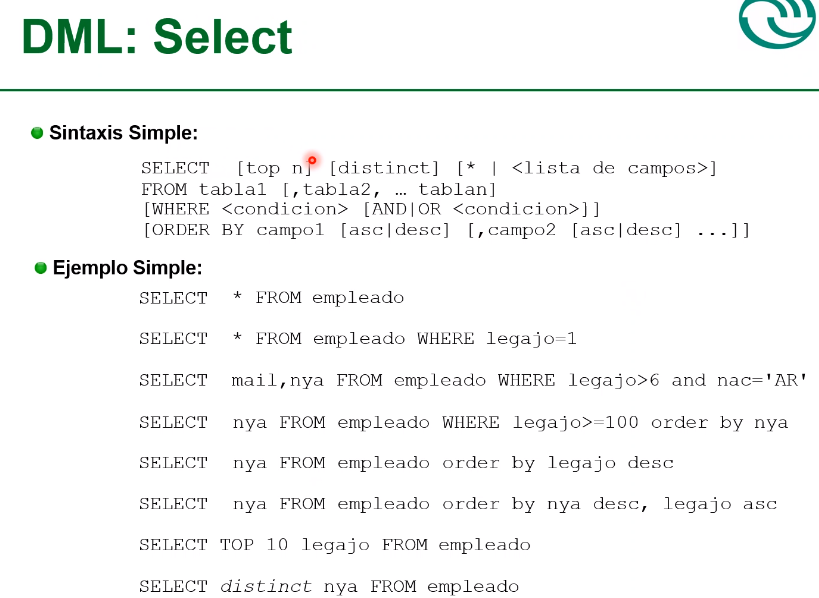 DML: Select
Sintaxis Simple:
SELECT [top n] [distinct] [* | <lista de campos>]
FROM tabla1 [,tabla2, … tablan]
[WHERE <condicion> [AND|OR <condicion>]]
[ORDER BY campo1 [asc|desc] [,campo2 [asc|desc] ...]]
Ejemplo Simple:
SELECT * FROM empleado
SELECT * FROM empleado WHERE legajo=1
SELECT mail,nya FROM empleado WHERE legajo>6 and nac='AR'
SELECT nya FROM empleado WHERE legajo>=100 order by nya
SELECT nya FROM empleado order by legajo desc
SELECT nya FROM empleado order by nya desc, legajo asc
SELECT TOP 10 legajo FROM empleado
SELECT distinct nya FROM empleado